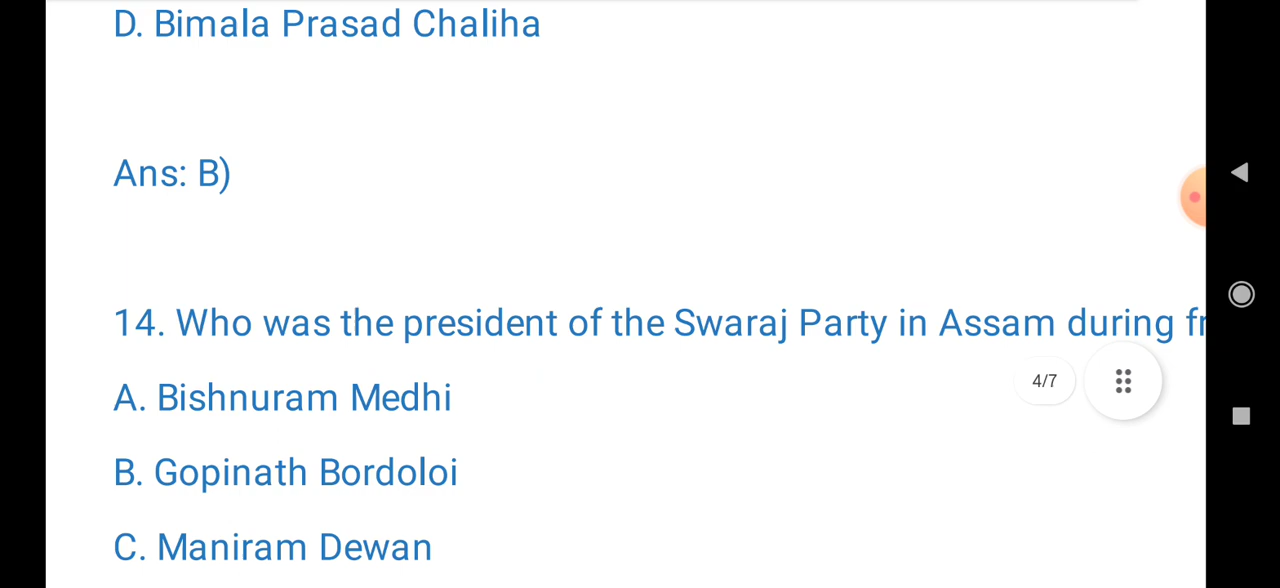 D. Bimala Prasad Chaliha
Ans: B)
14. Who was the president of the Swaraj Party in Assam during
A. Bishnuram Medhi
4/7
B. Gopinath Bordoloi
C. Maniram Dewan